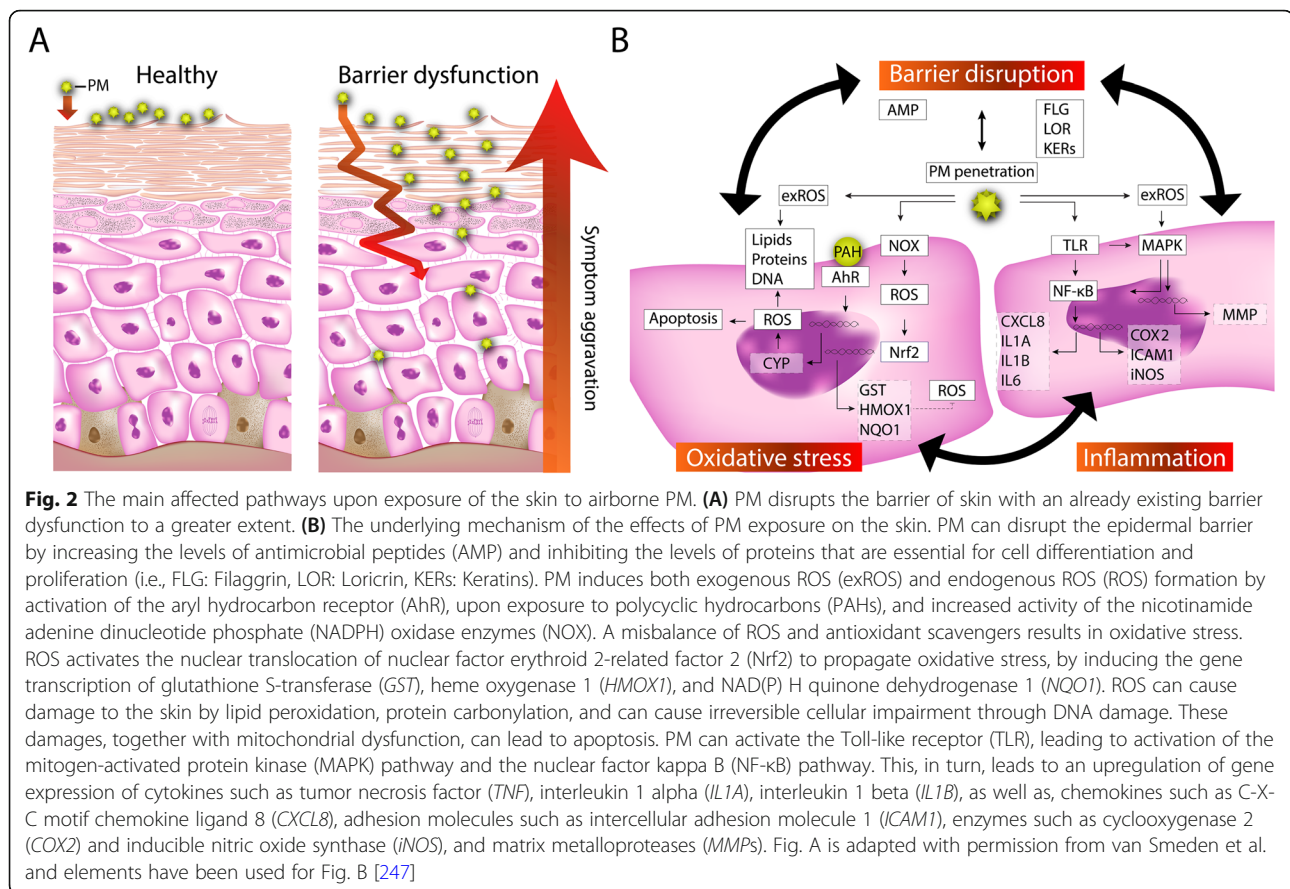 A
Healthy
Barrier dysfunction
PM
Symptom aggravation
B
Barrier disruption
AMP
FLG
LOR
KERs
PM penetration
exROS
exROS
Lipids
Proteins
DNA
PAH
AhR
NOX
TLR
MAPK
ROS
NF-κB
Apoptosis
ROS
Nrf2
CYP
CXCL8
IL1A
IL1B
IL6
COX2
ICAM1
iNOS
MMP
GST
HMOX1
NQO1
ROS
Oxidative stress
Inflammation
Fig. 2 The main affected pathways upon exposure of the skin to airborne PM. (A) PM disrupts the barrier of skin with an already existing barrier
dysfunction to a greater extent. (B) The underlying mechanism of the effects of PM exposure on the skin. PM can disrupt the epidermal barrier
by increasing the levels of antimicrobial peptides (AMP) and inhibiting the levels of proteins that are essential for cell differentiation and
proliferation (i.e., FLG: Filaggrin, LOR: Loricrin, KERs: Keratins). PM induces both exogenous ROS (exROS) and endogenous ROS (ROS) formation by
activation of the aryl hydrocarbon receptor (AhR), upon exposure to polycyclic hydrocarbons (PAHs), and increased activity of the nicotinamide
adenine dinucleotide phosphate (NADPH) oxidase enzymes (NOX). A misbalance of ROS and antioxidant scavengers results in oxidative stress.
ROS activates the nuclear translocation of nuclear factor erythroid 2-related factor 2 (Nrf2) to propagate oxidative stress, by inducing the gene
transcription of glutathione S-transferase (GST), heme oxygenase 1 (HMOX1), and NAD(P) H quinone dehydrogenase 1 (NQO1). ROS can cause
damage to the skin by lipid peroxidation, protein carbonylation, and can cause irreversible cellular impairment through DNA damage. These
damages, together with mitochondrial dysfunction, can lead to apoptosis. PM can activate the Toll-like receptor (TLR), leading to activation of the
mitogen-activated protein kinase (MAPK) pathway and the nuclear factor kappa B (NF-κB) pathway. This, in turn, leads to an upregulation of gene
expression of cytokines such as tumor necrosis factor (TNF), interleukin 1 alpha (IL1A), interleukin 1 beta (IL1B), as well as, chemokines such as C-X-
C motif chemokine ligand 8 (CXCL8), adhesion molecules such as intercellular adhesion molecule 1 (ICAM1), enzymes such as cyclooxygenase 2
(COX2) and inducible nitric oxide synthase (iNOS), and matrix metalloproteases (MMPs). Fig. A is adapted with permission from van Smeden et al.
and elements have been used for Fig. B [247]